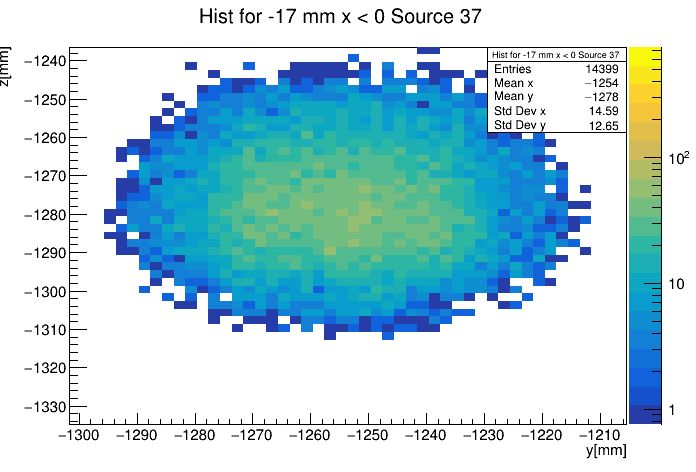 Hist for -17 mm x < 0 Source 37
z[mm]
Hist for -17 mm x < 0 Source 37
Entries 14399
Mean x −1254
Mean y −1278
Std Dev x 14.59
Std Dev y 12.65
−1240
−1250
−1260
−1270
−1280
−1290
−1300
−1310
−1320
−1330
10²
10
1
−1300 −1290 −1280 −1270 −1260 −1250 −1240 −1230 −1220 −1210
y[mm]